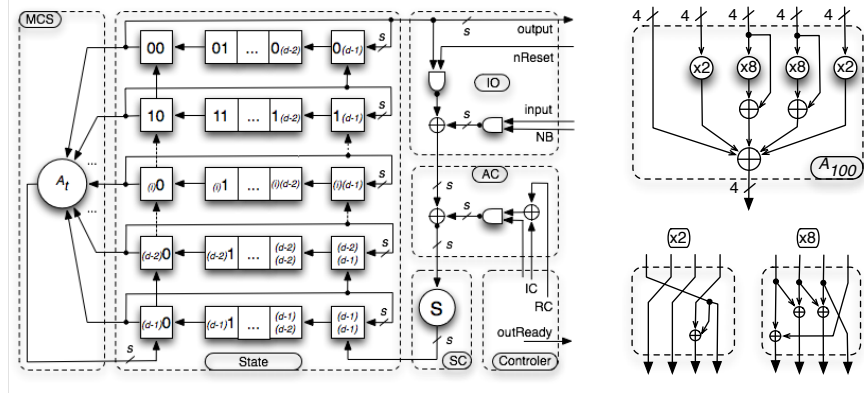 MCS
4 4 4 4 4
s output
00 01 ... 0(d-2) 0(d-1) s
nReset
x2 x8 x8 x2
IO
10 11 ... 1(d-2) 1(d-1) s
input
s
NB
...
At
(i)0 (i)1 ... (i)(d-2) (i)(d-1) s
AC
s
A100
4
...
s
s
(d-2)0 (d-2)1 ... (d-2)(d-2) (d-2)(d-1) s
x2 x8
IC
RC
(d-1)0 (d-1)1 ... (d-1)(d-2) (d-1)(d-1) s
S
outReady
s
s
State
SC
Controler